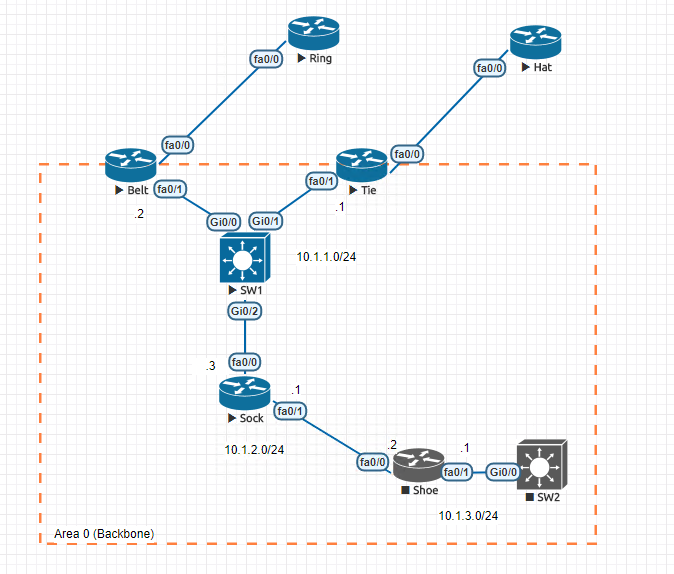 Ring
fa0/0
Hat
fa0/0
fa0/0
fa0/0
Belt
fa0/1
fa0/1
Tie
.2
.1
Gi0/0
Gi0/1
10.1.1.0/24
SW1
Gi0/2
.3
fa0/0
.1
fa0/1
Sock
10.1.2.0/24
.2
.1
fa0/0
fa0/1
Gi0/0
Shoe
SW2
10.1.3.0/24
Area 0 (Backbone)